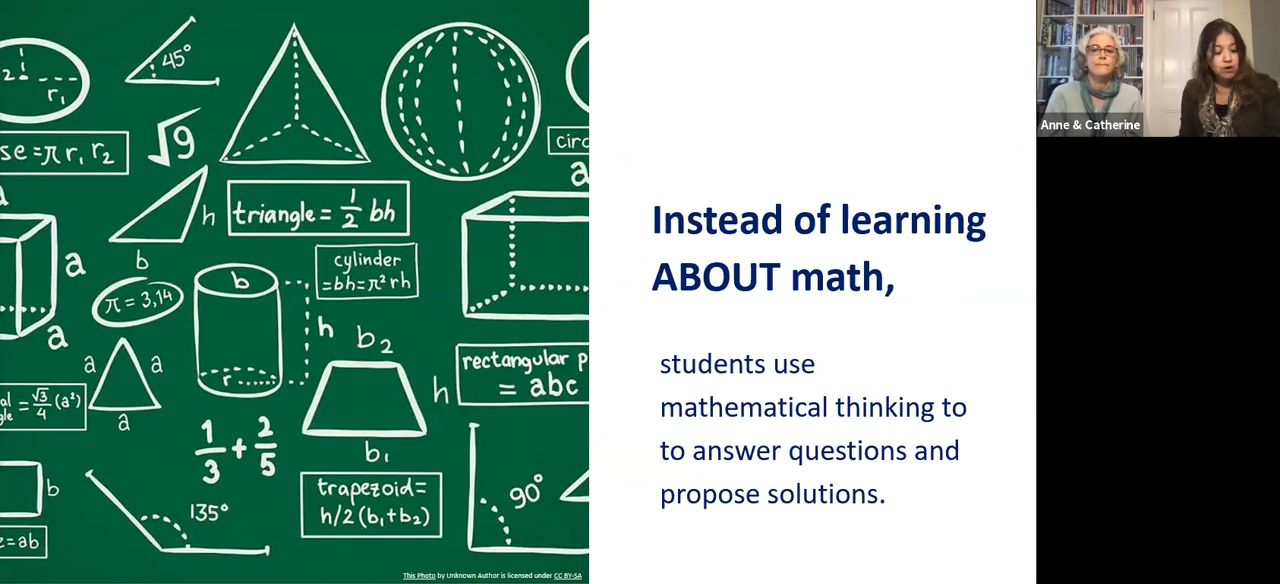 2
r₁
45°
se =π r₁ r₂
√9
circ
a
a
triangle = 1/2 bh
h
b
a
π = 3,14
a
cylinder
=bh=π²rh
b
h
r
b₂
h
b₁
rectangular p
= abc
a
a
a
al
gle
= √3/4 (a²)
1/3 + 2/5
b
135°
trapezoid=
h/2 (b₁+b₂)
90°
=ab
This Photo by Unknown Author is licensed under CC BY-SA
Instead of learning
ABOUT math,
students use
mathematical thinking to
to answer questions and
propose solutions.
Anne & Catherine